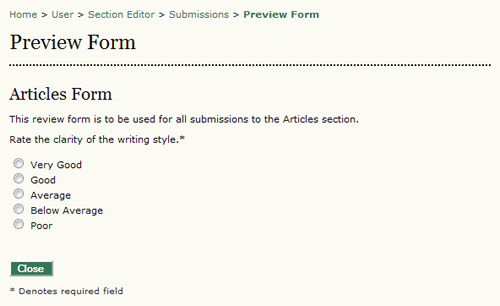 Home > User > Section Editor > Submissions > Preview Form
Preview Form
Articles Form
This review form is to be used for all submissions to the Articles section.
Rate the clarity of the writing style.*
Very Good
Good
Average
Below Average
Poor
Close
* Denotes required field